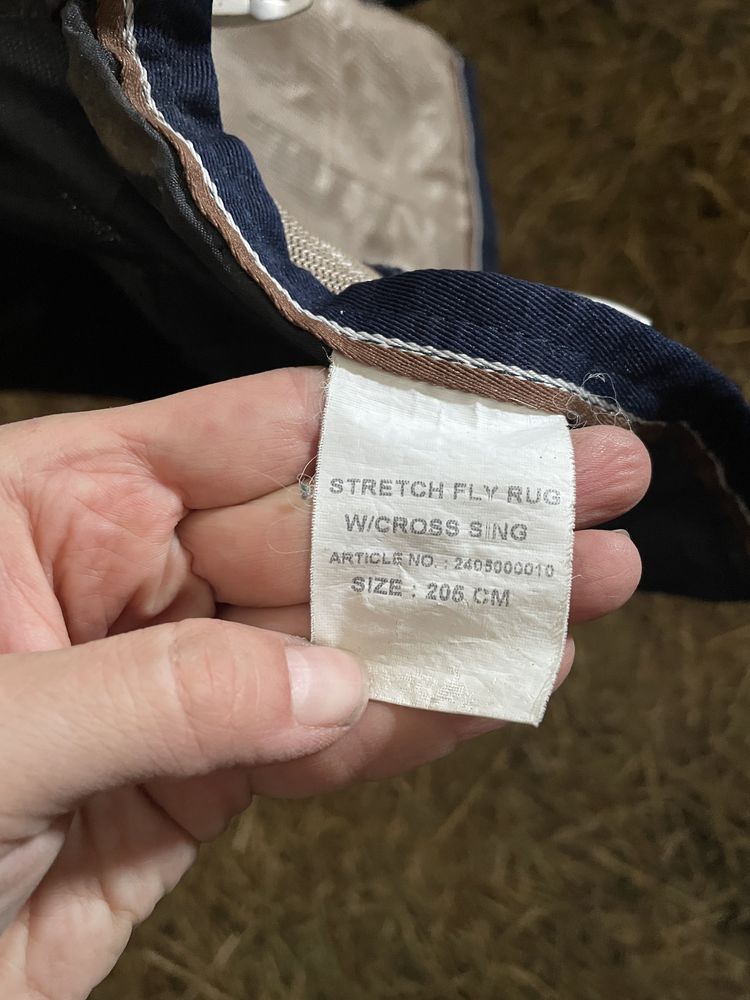 STRETCH FLY RUG
W/CROSS SING
ARTICLE NO. : 2405000010
SIZE : 205 CM